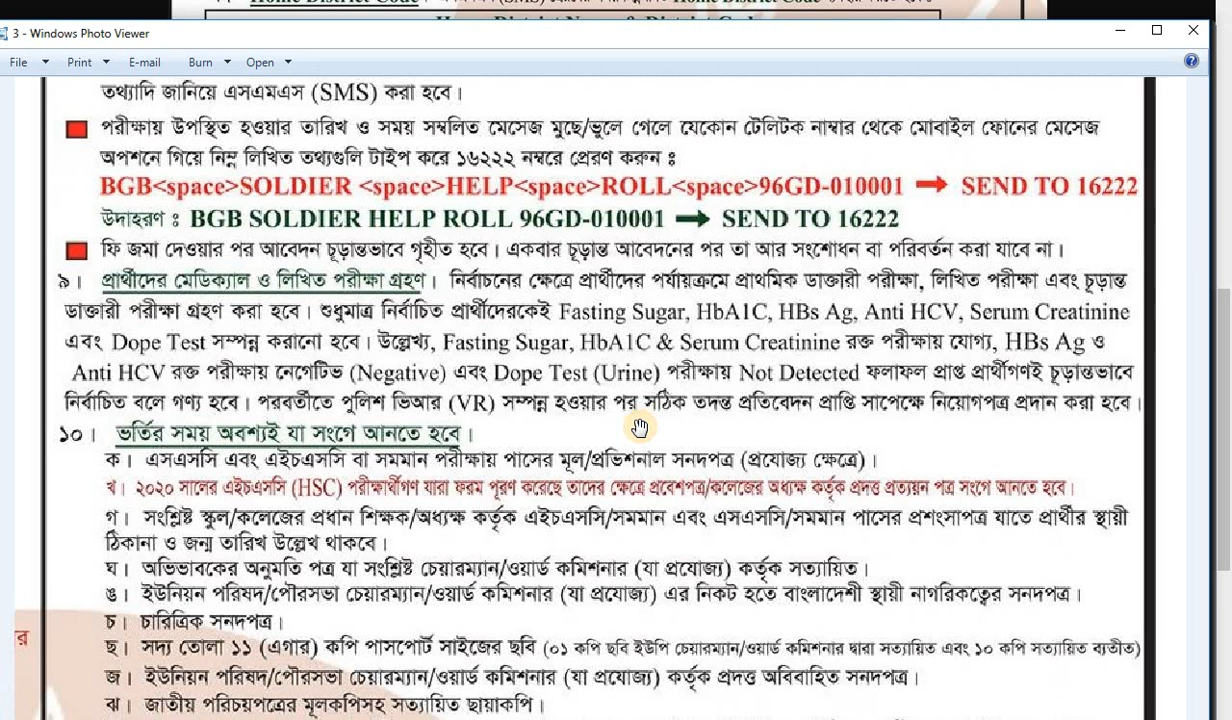 3 - Windows Photo Viewer
File Print E-mail Burn Open
তথ্যাদি জানিয়ে এসএমএস (SMS) করা হবে।
পরীক্ষায় উপস্থিত হওয়ার তারিখ ও সময় সম্বলিত মেসেজ মুছে/ভুলে গেলে যেকোন টেলিটক নাম্বার থেকে মোবাইল ফোনের মেসেজ
অপশনে গিয়ে নিম্ন লিখিত তথ্যগুলি টাইপ করে ১৬২২২ নম্বরে প্রেরণ করুন ঃ
BGB<space>SOLDIER <space>HELP<space>ROLL<space>96GD-010001 → SEND TO 16222
উদাহরণ ঃ BGB SOLDIER HELP ROLL 96GD-010001 → SEND TO 16222
ফি জমা দেওয়ার পর আবেদন চূড়ান্তভাবে গৃহীত হবে। একবার চূড়ান্ত আবেদনের পর তা আর সংশোধন বা পরিবর্তন করা যাবে না।
৯। প্রার্থীদের মেডিক্যাল ও লিখিত পরীক্ষা গ্রহণ। নির্বাচনের ক্ষেত্রে প্রার্থীদের পর্যায়ক্রমে প্রাথমিক ডাক্তারী পরীক্ষা, লিখিত পরীক্ষা এবং চূড়ান্ত
ডাক্তারী পরীক্ষা গ্রহণ করা হবে। শুধুমাত্র নির্বাচিত প্রার্থীদেরকেই Fasting Sugar, HbA1C, HBs Ag, Anti HCV, Serum Creatinine
এবং Dope Test সম্পন্ন করানো হবে। উল্লেখ্য, Fasting Sugar, HbA1C & Serum Creatinine রক্ত পরীক্ষায় যোগ্য, HBs Ag ও
Anti HCV রক্ত পরীক্ষায় নেগেটিভ (Negative) এবং Dope Test (Urine) পরীক্ষায় Not Detected ফলাফল প্রাপ্ত প্রার্থীগণই চূড়ান্তভাবে
নির্বাচিত বলে গণ্য হবে। পরবর্তীতে পুলিশ ভিআর (VR) সম্পন্ন হওয়ার পর সঠিক তদন্ত প্রতিবেদন প্রাপ্তি সাপেক্ষে নিয়োগপত্র প্রদান করা হবে।
১০। ভর্তির সময় অবশ্যই যা সংগে আনতে হবে।
ক। এসএসসি এবং এইচএসসি বা সমমান পরীক্ষায় পাসের মূল/প্রভিশনাল সনদপত্র (প্রযোজ্য ক্ষেত্রে)।
খ। ২০২০ সালের এইচএসসি (HSC) পরীক্ষার্থীগণ যারা ফরম পূরণ করেছে তাদের ক্ষেত্রে প্রবেশপত্র/কলেজের অধ্যক্ষ কর্তৃক প্রদত্ত প্রত্যয়ন পত্র সংগে আনতে হবে।
গ। সংশ্লিষ্ট স্কুল/কলেজের প্রধান শিক্ষক/অধ্যক্ষ কর্তৃক এইচএসসি/সমমান এবং এসএসসি/সমমান পাসের প্রশংসাপত্র যাতে প্রার্থীর স্থায়ী
ঠিকানা ও জন্ম তারিখ উল্লেখ থাকবে।
ঘ। অভিভাবকের অনুমতি পত্র যা সংশ্লিষ্ট চেয়ারম্যান/ওয়ার্ড কমিশনার (যা প্রযোজ্য) কর্তৃক সত্যায়িত।
ঙ। ইউনিয়ন পরিষদ/পৌরসভা চেয়ারম্যান/ওয়ার্ড কমিশনার (যা প্রযোজ্য) এর নিকট হতে বাংলাদেশী স্থায়ী নাগরিকত্বের সনদপত্র।
চ। চারিত্রিক সনদপত্র।
ছ। সদ্য তোলা ১১ (এগার) কপি পাসপোর্ট সাইজের ছবি (০১ কপি ছবি ইউপি চেয়ারম্যান/ওয়ার্ড কমিশনার দ্বারা সত্যায়িত এবং ১০ কপি সত্যায়িত ব্যতীত)
জ। ইউনিয়ন পরিষদ/পৌরসভা চেয়ারম্যান/ওয়ার্ড কমিশনার (যা প্রযোজ্য) কর্তৃক প্রদত্ত অবিবাহিত সনদপত্র।
ঝ। জাতীয় পরিচয়পত্রের মূলকপিসহ সত্যায়িত ছায়াকপি।